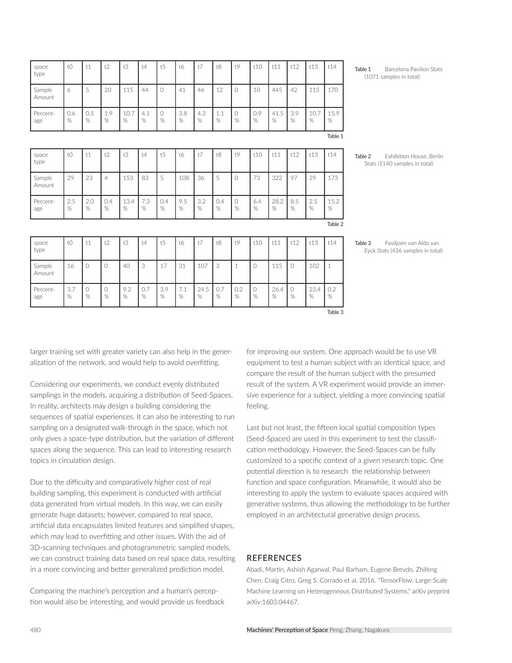 space type t0 t1 t2 t3 t4 t5 t6 t7 t8 t9 t10 t11 t12 t13 t14
Sample Amount 6 5 20 115 44 0 41 46 12 0 10 445 42 115 170
Percent-age 0.6 % 0.5 % 1.9 % 10.7 % 4.1 % 0 % 3.8 % 4.3 % 1.1 % 0 % 0.9 % 41.5 % 3.9 % 10.7 % 15.9 %
Table 1
Table 1 Barcelona Pavilion Stats
(1071 samples in total)
space type t0 t1 t2 t3 t4 t5 t6 t7 t8 t9 t10 t11 t12 t13 t14
Sample Amount 29 23 4 153 83 5 108 36 5 0 73 322 97 29 173
Percent-age 2.5 % 2.0 % 0.4 % 13.4 % 7.3 % 0.4 % 9.5 % 3.2 % 0.4 % 0 % 6.4 % 28.2 % 8.5 % 2.5 % 15.2 %
Table 2
Table 2 Exhibition House, Berlin
Stats (1140 samples in total)
space type t0 t1 t2 t3 t4 t5 t6 t7 t8 t9 t10 t11 t12 t13 t14
Sample Amount 16 0 0 40 3 17 31 107 3 1 0 115 0 102 1
Percent-age 3.7 % 0 % 0 % 9.2 % 0.7 % 3.9 % 7.1 % 24.5 % 0.7 % 0.2 % 0 % 26.4 % 0 % 23.4 % 0.2 %
Table 3
Table 3 Paviljoen van Aldo van
Eyck Stats (436 samples in total)
larger training set with greater variety can also help in the gener-
alization of the network, and would help to avoid overfitting.
Considering our experiments, we conduct evenly distributed
samplings in the models, acquiring a distribution of Seed-Spaces.
In reality, architects may design a building considering the
sequences of spatial experiences. It can also be interesting to run
sampling on a designated walk-through in the space, which not
only gives a space-type distribution, but the variation of different
spaces along the sequence. This can lead to interesting research
topics in circulation design.
Due to the difficulty and comparatively higher cost of real
building sampling, this experiment is conducted with artificial
data generated from virtual models. In this way, we can easily
generate huge datasets; however, compared to real space,
artificial data encapsulates limited features and simplified shapes,
which may lead to overfitting and other issues. With the aid of
3D-scanning techniques and photogrammetric sampled models,
we can construct training data based on real space data, resulting
in a more convincing and better generalized prediction model.
Comparing the machine's perception and a human's percep-
tion would also be interesting, and would provide us feedback
for improving our system. One approach would be to use VR
equipment to test a human subject with an identical space, and
compare the result of the human subject with the presumed
result of the system. A VR experiment would provide an immer-
sive experience for a subject, yielding a more convincing spatial
feeling.
Last but not least, the fifteen local spatial composition types
(Seed-Spaces) are used in this experiment to test the classifi-
cation methodology. However, the Seed-Spaces can be fully
customized to a specific context of a given research topic. One
potential direction is to research the relationship between
function and space configuration. Meanwhile, it would also be
interesting to apply the system to evaluate spaces acquired with
generative systems, thus allowing the methodology to be further
employed in an architectural generative design process.
REFERENCES
Abadi, Martín, Ashish Agarwal, Paul Barham, Eugene Brevdo, Zhifeng
Chen, Craig Citro, Greg S. Corrado et al. 2016. "TensorFlow: Large-Scale
Machine Learning on Heterogeneous Distributed Systems." arXiv preprint
arXiv:1603.04467.
480
Machines' Perception of Space Peng, Zhang, Nagakura